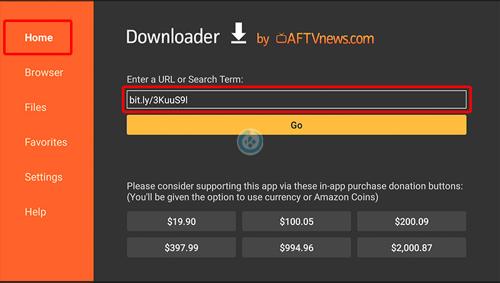 Home
Browser
Files
Favorites
Settings
Help
Downloader by AFTVnews.com
Enter a URL or Search Term:
bit.ly/3KuuS9l
Go
Please consider supporting this app via these in-app purchase donation buttons:
(You'll be given the option to use currency or Amazon Coins)
$19.90 $100.05 $200.09
$397.99 $994.96 $2,000.87